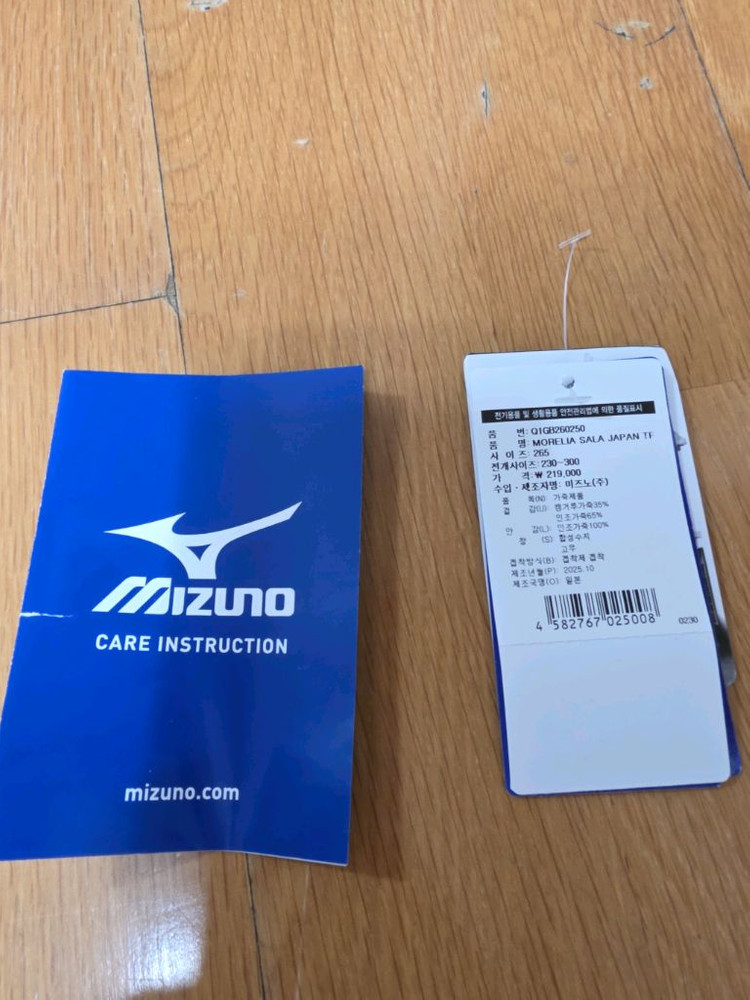 MIZUNO
CARE INSTRUCTION
mizuno.com
전기용품 및 생활용품 안전관리법에 의한 품질표시
품 번: Q1GB260250
품 명: MORELIA SALA JAPAN TF
사 이 즈: 265
전개사이즈: 230~300
가 격: ₩ 219,000
수입·제조자명: 미즈노(주)
품 목(N): 가죽제품
겉 감(U): 캥거루가죽35%
인조가죽65%
안 감(L): 인조가죽100%
창 (S): 합성수지
고무
접착방식(B): 접착제 접착
제조년월(P): 2025.10
제조국명(O): 일본
4 582767 025008
0230